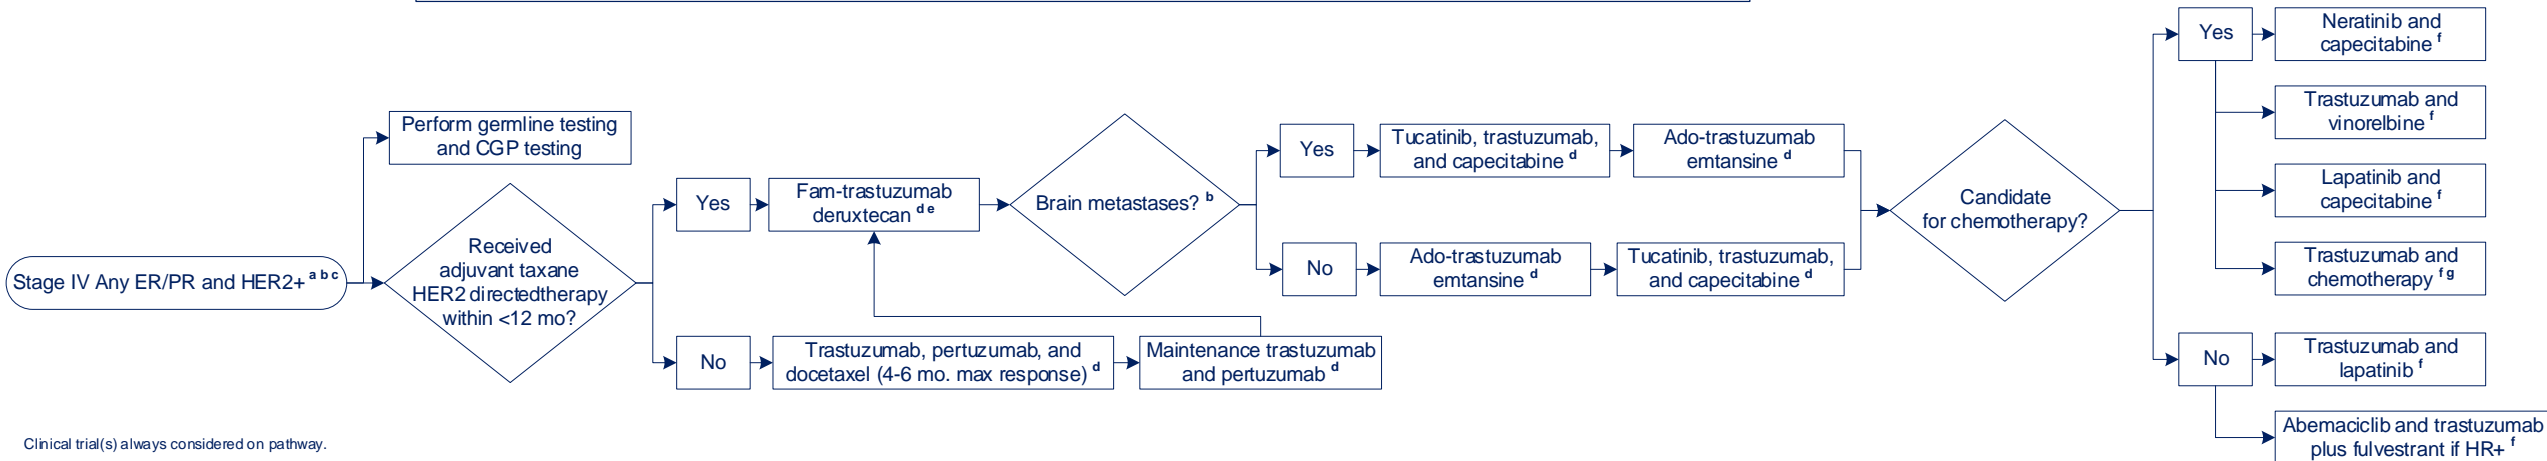 Perform germline testing
and CGP testing
Stage IV Any ER/PR and HER2+ a b c
Received
adjuvant taxane
HER2 directedtherapy
within <12 mo?
Yes
Fam-trastuzumab
deruxtecan d e
No
Trastuzumab, pertuzumab, and
docetaxel (4-6 mo. max response) d
Maintenance trastuzumab
and pertuzumab d
Brain metastases? b
Yes
Tucatinib, trastuzumab,
and capecitabine d
Ado-trastuzumab
emtansine d
No
Ado-trastuzumab
emtansine d
Tucatinib, trastuzumab,
and capecitabine d
Candidate
for chemotherapy?
Yes
Neratinib and
capecitabine f
Trastuzumab and
vinorelbine f
Lapatinib and
capecitabine f
Trastuzumab and
chemotherapy f g
No
Trastuzumab and
lapatinib f
Abemaciclib and trastuzumab
plus fulvestrant if HR+ f
Clinical trial(s) always considered on pathway.